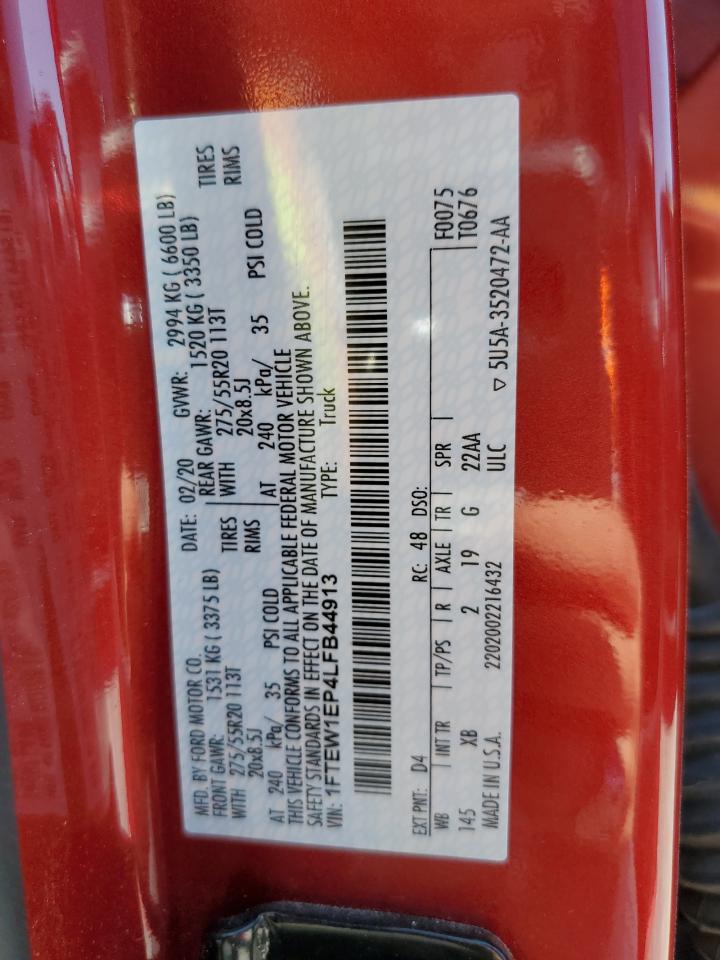 MFD. BY FORD MOTOR CO. DATE: 02/20 GVWR: 2994 KG ( 6600 LB)
FRONT GAWR: 1531 KG ( 3375 LB) REAR GAWR: 1520 KG ( 3350 LB)
WITH 275/55R20 113T TIRES WITH 275/55R20 113T TIRES
20x8.5J RIMS 20x8.5J RIMS
AT 240 kPa/ 35 PSI COLD AT 240 kPa/ 35 PSI COLD
THIS VEHICLE CONFORMS TO ALL APPLICABLE FEDERAL MOTOR VEHICLE
SAFETY STANDARDS IN EFFECT ON THE DATE OF MANUFACTURE SHOWN ABOVE.
VIN: 1FTEW1EP4LFB44913 TYPE: Truck
EXT PNT: D4 RC: 48 DSO: F0075
WB INT TR TP/PS R AXLE TR SPR T0676
145 XB 2 19 G 22AA
MADE IN U.S.A. 2202002216432 ULC ▽ 5U5A-3520472-AA